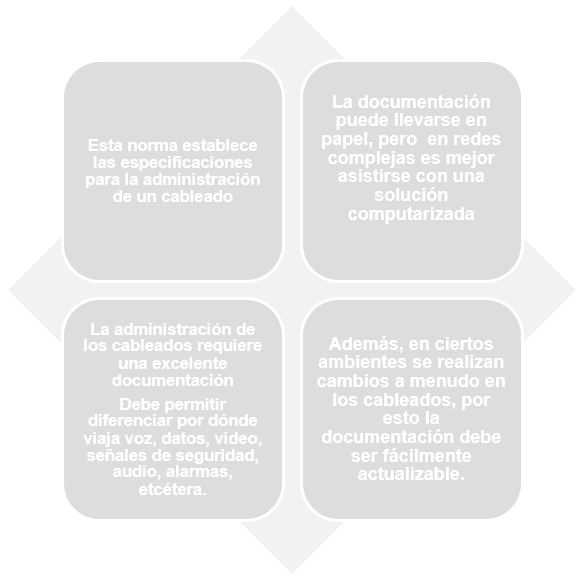 Esta norma establece
las especificaciones
para la administración
de un cableado
La documentación
puede llevarse en
papel, pero  en redes
complejas es mejor
asistirse con una
solución
computarizada
La administración de
los cableados requiere
una excelente
documentación
Debe permitir
diferenciar por dónde
viaja voz, datos, video,
señales de seguridad,
audio, alarmas,
etcétera.
Además, en ciertos
ambientes se realizan
cambios a menudo en
los cableados, por
esto la
documentación debe
ser fácilmente
actualizable.